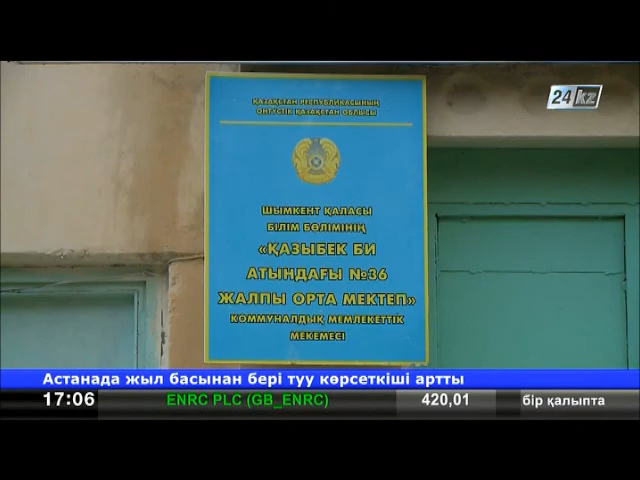 24kz
ҚАЗАҚСТАН РЕСПУБЛИКАСЫНЫҢ
ОҢТҮСТІК ҚАЗАҚСТАН ОБЛЫСЫ
ШЫМКЕНТ ҚАЛАСЫ
БІЛІМ БӨЛІМІНІҢ
«ҚАЗЫБЕК БИ
АТЫНДАҒЫ №36
ЖАЛПЫ ОРТА МЕКТЕП»
КОММУНАЛДЫҚ МЕМЛЕКЕТТІК
МЕКЕМЕСІ
Астанада жыл басынан бері туу көрсеткіші артты
17:06 ENRC PLC (GB_ENRC) 420,01 бір қалыпта